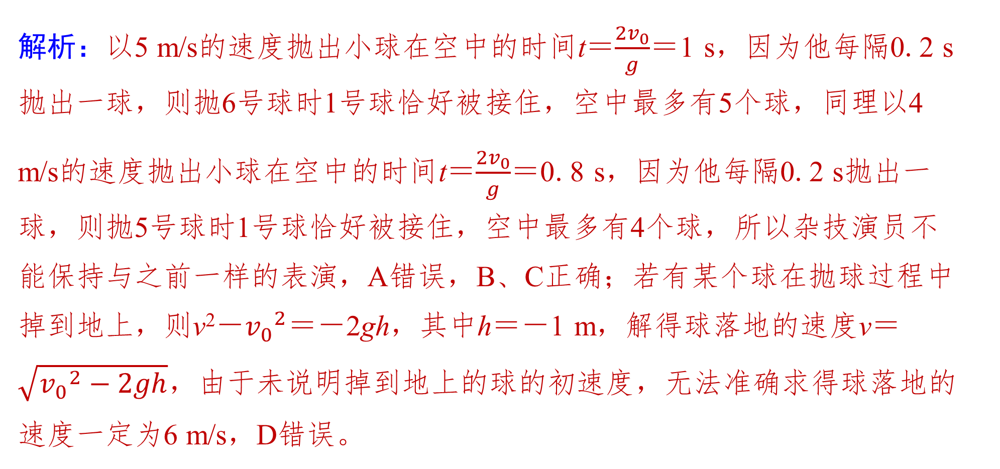 解析：以5 m/s的速度抛出小球在空中的时间t＝\frac{2v_0}{g}＝1 s，因为他每隔0. 2 s
抛出一球，则抛6号球时1号球恰好被接住，空中最多有5个球，同理以4
m/s的速度抛出小球在空中的时间t＝\frac{2v_0}{g}＝0. 8 s，因为他每隔0. 2 s抛出一
球，则抛5号球时1号球恰好被接住，空中最多有4个球，所以杂技演员不
能保持与之前一样的表演，A错误，B、C正确；若有某个球在抛球过程中
掉到地上，则v²－v₀²＝－2gh，其中h＝－1 m，解得球落地的速度v＝
\sqrt{v_0^2-2gh}，由于未说明掉到地上的球的初速度，无法准确求得球落地的
速度一定为6 m/s，D错误。